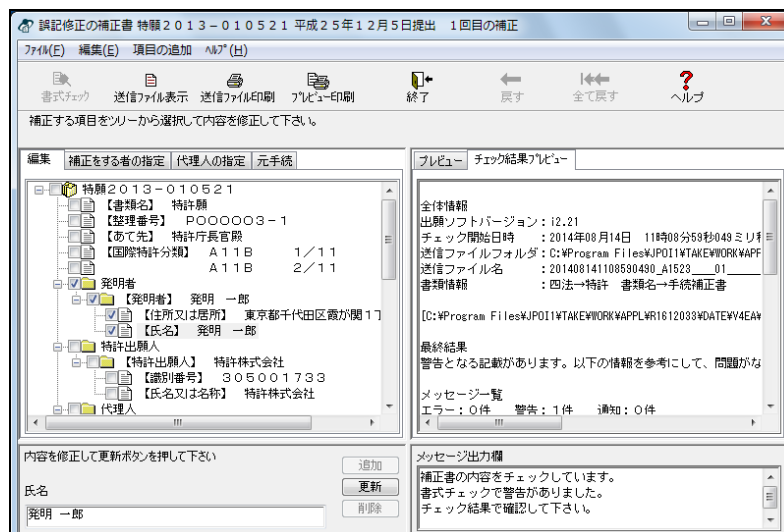 誤記修正の補正書 特願２０１３－０１０５２１ 平成２５年１２月５日提出　１回目の補正
ﾌｧｲﾙ(F)　編集(E)　項目の追加　ﾍﾙﾌﾟ(H)
書式ﾁｪｯｸ　送信ﾌｧｲﾙ表示　送信ﾌｧｲﾙ印刷　ﾌﾟﾚﾋﾞｭｰ印刷　終了　戻す　全て戻す　ヘルプ
補正する項目をツリーから選択して内容を修正して下さい。
編集　補正をする者の指定　代理人の指定　元手続
特願２０１３－０１０５２１
【書類名】　特許願
【整理番号】　Ｐ０００００３－１
【あて先】　特許庁長官殿
【国際特許分類】　Ａ１１Ｂ　１／１１
Ａ１１Ｂ　２／１１
発明者
【発明者】　発明　一郎
【住所又は居所】　東京都千代田区霞が関１丁
【氏名】　発明　一郎
特許出願人
【特許出願人】　特許株式会社
【識別番号】　３０５００１７３３
【氏名又は名称】　特許株式会社
代理人
プレビュー　チェック結果プレビュー
全体情報
出願ソフトバージョン：i2.21
チェック開始日時　：2014年08月14日　11時08分59秒049ミリ
送信ファイルフォルダ：C:¥Program Files¥JPOI1¥TAKE¥WORK¥APF
送信ファイル名　：201408141108590490_A1523____01_____
書類情報　：四法→特許　書類名→手続補正書
[C:¥Program Files¥JPOI1¥TAKE¥WORK¥APPL¥R1612033¥DATE¥V4EA¥
最終結果
警告となる記載があります。以下の情報を参考にして、問題がな
メッセージ一覧
エラー：０件　警告：１件　通知：０件
内容を修正して更新ボタンを押して下さい
追加
更新
削除
氏名
発明　一郎
メッセージ出力欄
補正書の内容をチェックしています。
書式チェックで警告がありました。
チェック結果で確認して下さい。